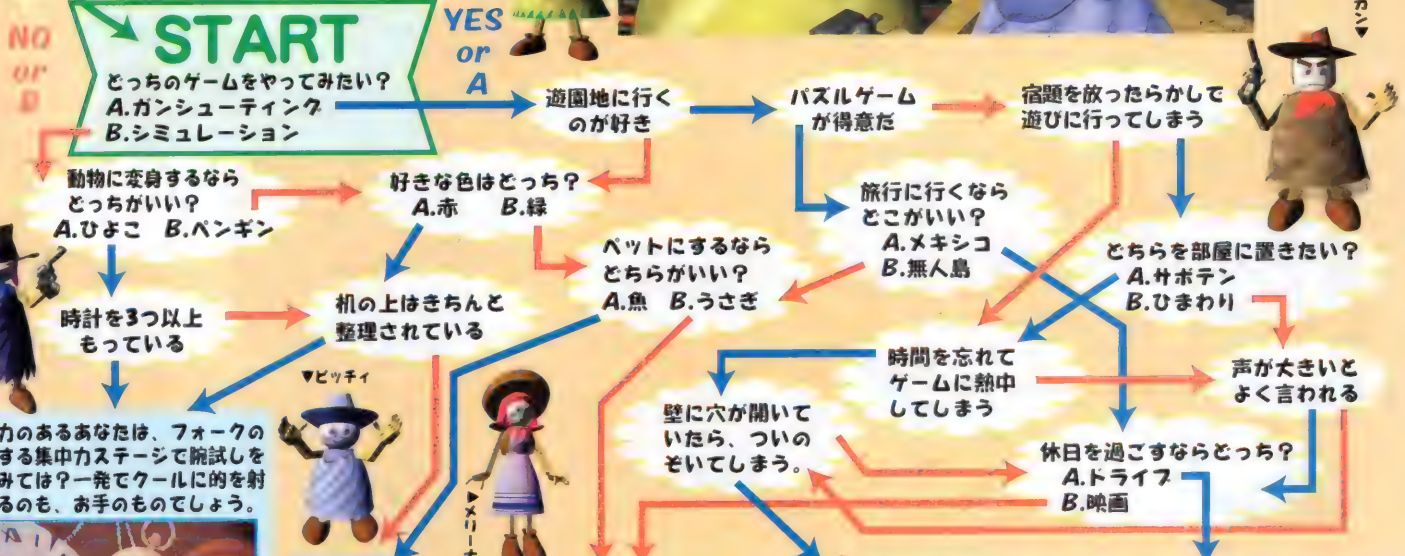 NO
or
B
START
どっちのゲームをやってみたい？
A.ガンシューティング
B.シミュレーション
YES
or
A
遊園地に行く
のが好き
パズルゲーム
が得意だ
宿題を放ったらかしで
遊びに行ってしまう
ガン▼
動物に変身するなら
どっちがいい？
A.ひよこ B.ペンギン
好きな色はどっち？
A.赤 B.緑
旅行に行くなら
どこがいい？
A.メキシコ
B.無人島
ペットにするなら
どちらがいい？
A.魚 B.うさぎ
どちらを部屋に置きたい？
A.サボテン
B.ひまわり
時計を3つ以上
もっている
机の上はきちんと
整理されている
時間を忘れて
ゲームに熱中
してしまう
声が大きいと
よく言われる
▼ピッティ
壁に穴が開いて
いたら、ついの
ぞいてしまう。
休日を過ごすならどっち？
A.ドライブ
B.映画
力のあるあなたは、フォークの
する集中力ステージで腕試しを
みては？一発でクールに的を射
るのも、お手のものでしょう。
▲メリー